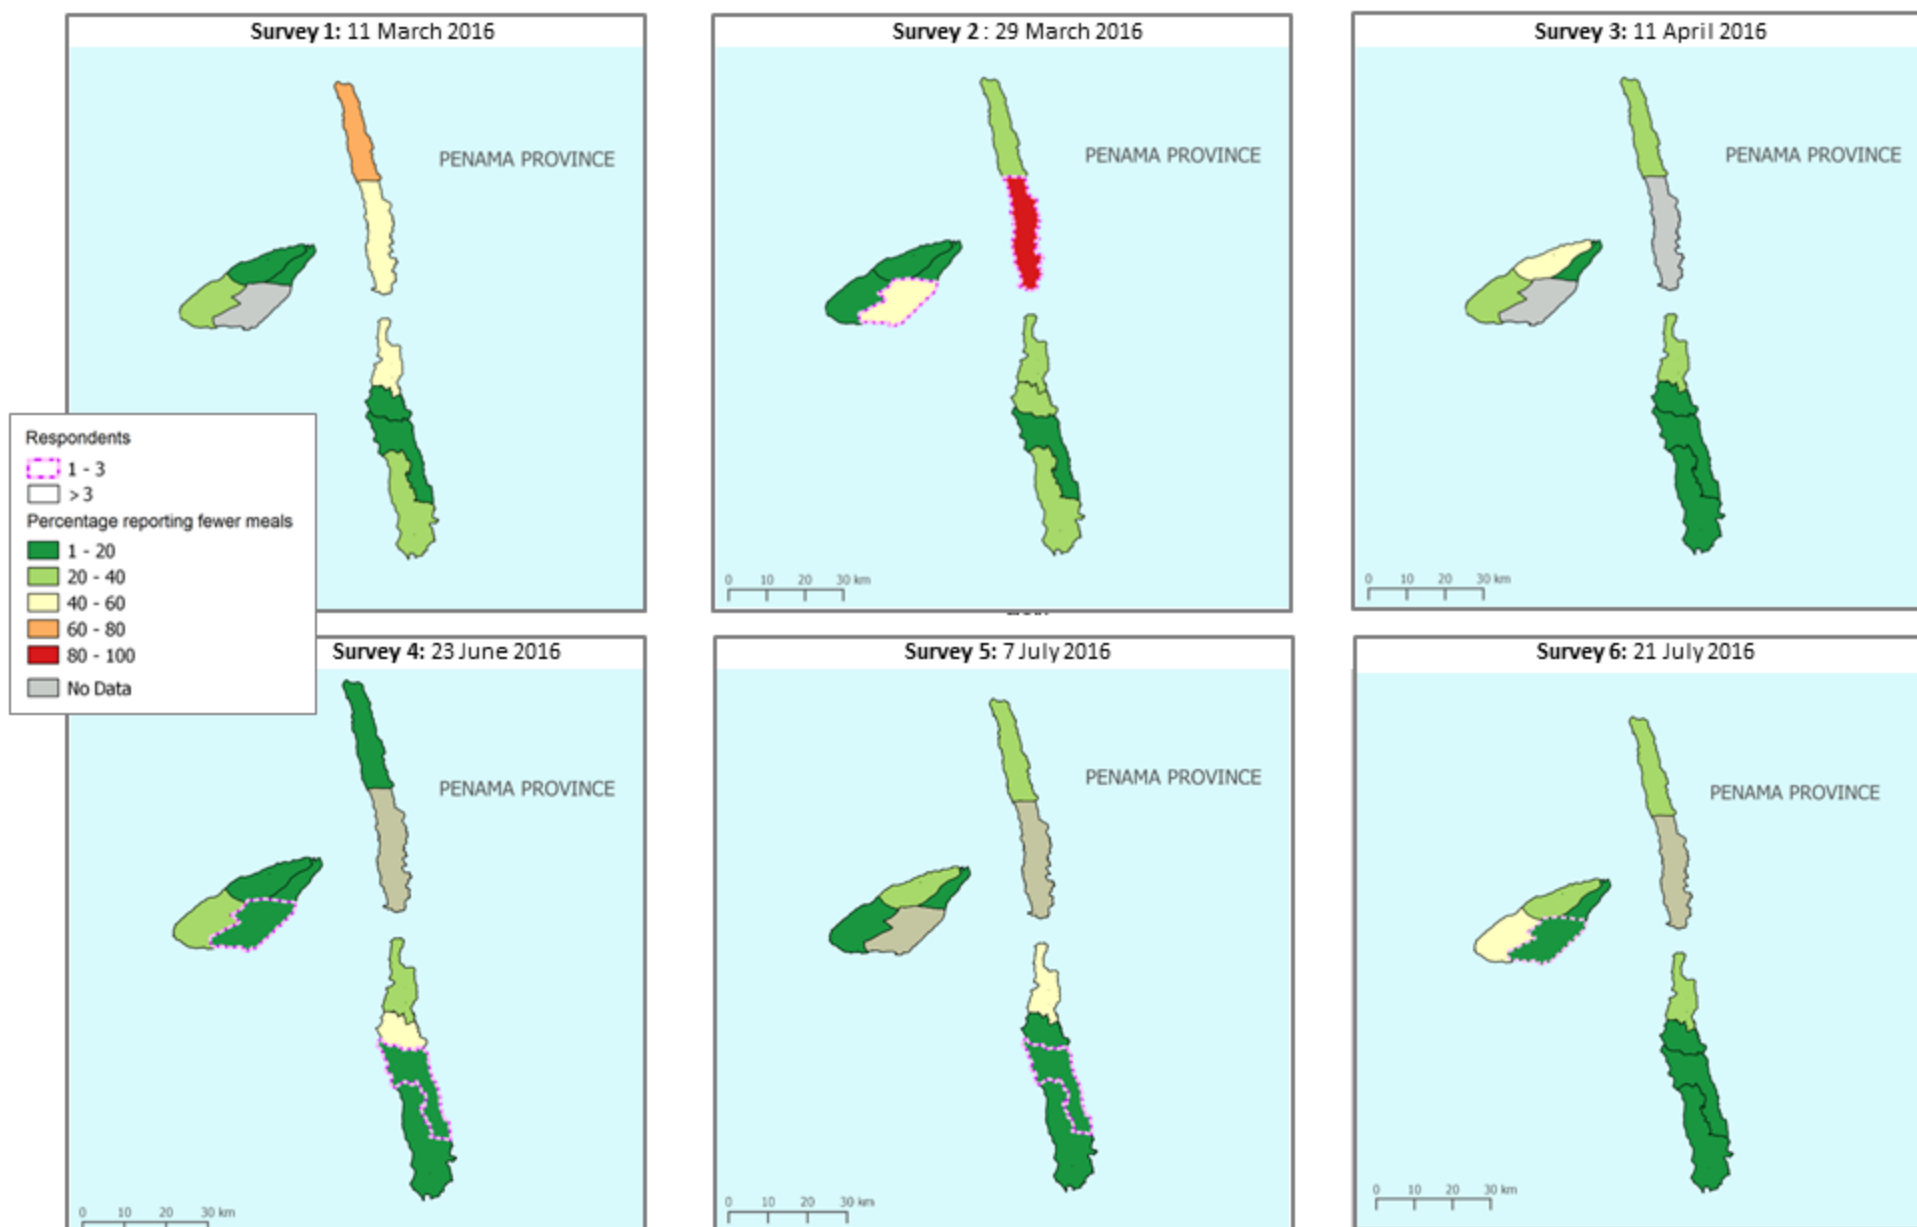 Survey 1: 11 March 2016
PENAMA PROVINCE
Survey 2 : 29 March 2016
PENAMA PROVINCE
0 10 20 30 km
Survey 3: 11 April 2016
PENAMA PROVINCE
0 10 20 30 km
Respondents
1 - 3
> 3
Percentage reporting fewer meals
1 - 20
20 - 40
40 - 60
60 - 80
80 - 100
No Data
Survey 4: 23 June 2016
PENAMA PROVINCE
0 10 20 30 km
Survey 5: 7 July 2016
PENAMA PROVINCE
0 10 20 30 km
Survey 6: 21 July 2016
PENAMA PROVINCE
0 10 20 30 km